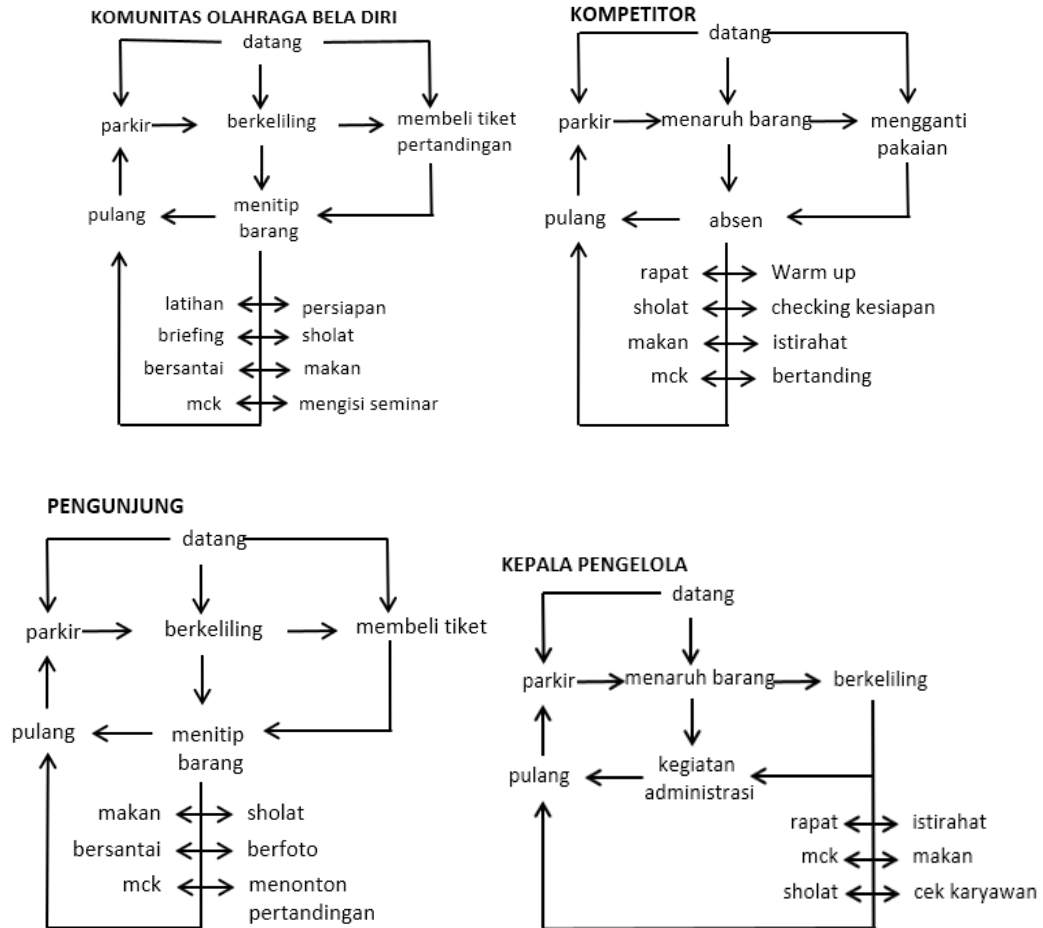 KOMUNITAS OLAHRAGA BELA DIRI
datang
parkir
berkeliling
membeli tiket
pertandingan
pulang
menitip
barang
latihan
persiapan
briefing
sholat
bersantai
makan
mck
mengisi seminar
KOMPETITOR
datang
parkir
menaruh barang
mengganti
pakaian
pulang
absen
rapat
Warm up
sholat
checking kesiapan
makan
istirahat
mck
bertanding
PENGUNJUNG
datang
parkir
berkeliling
membeli tiket
pulang
menitip
barang
makan
sholat
bersantai
berfoto
mck
menonton
pertandingan
KEPALA PENGELOLA
datang
parkir
menaruh barang
berkeliling
pulang
kegiatan
administrasi
rapat
istirahat
mck
makan
sholat
cek karyawan